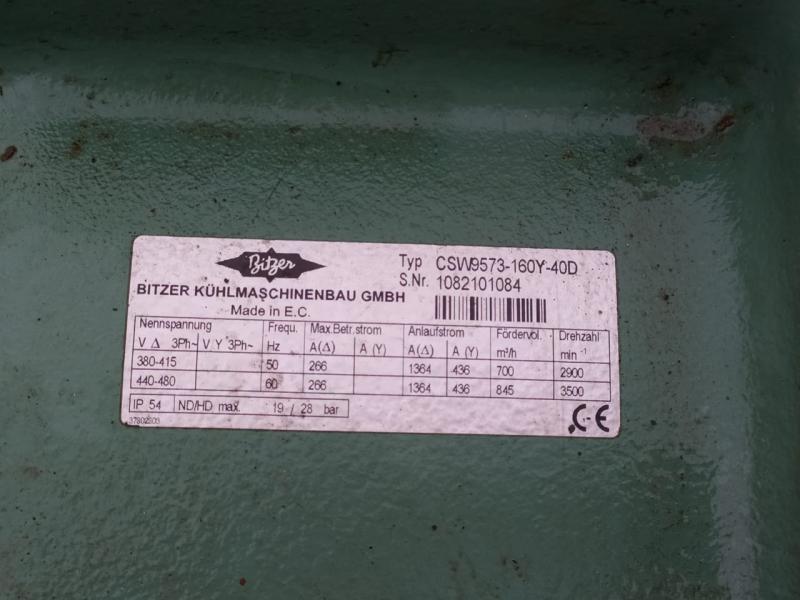 Bitzer
BITZER KÜHLMASCHINENBAU GMBH
Made in E.C.
Typ CSW9573-160Y-40D
S.Nr. 1082101084
Nennspannung Frequ. Max.Betr.strom Anlaufstrom Fördervol. Drehzahl
V Δ 3Ph~ V Y 3Ph~ Hz A(Δ) A (Y) A(Δ) A (Y) m³/h min -1
380-415 50 266 1364 436 700 2900
440-480 60 266 1364 436 845 3500
IP 54 ND/HD max. 19 / 28 bar
CE